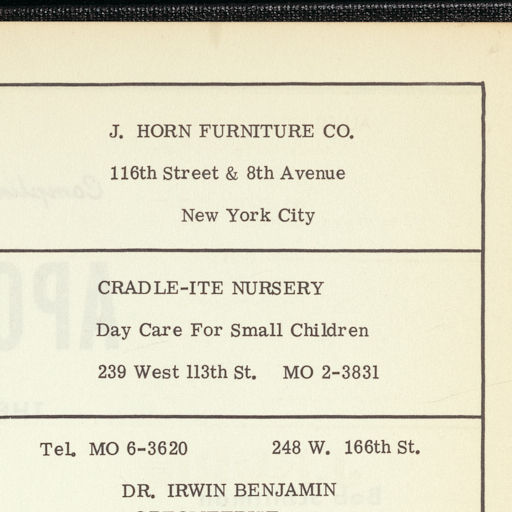 J. HORN FURNITURE CO.
116th Street & 8th Avenue
New York City
CRADLE-ITE NURSERY
Day Care For Small Children
239 West 113th St. MO 2-3831
Tel. MO 6-3620 248 W. 166th St.
DR. IRWIN BENJAMIN